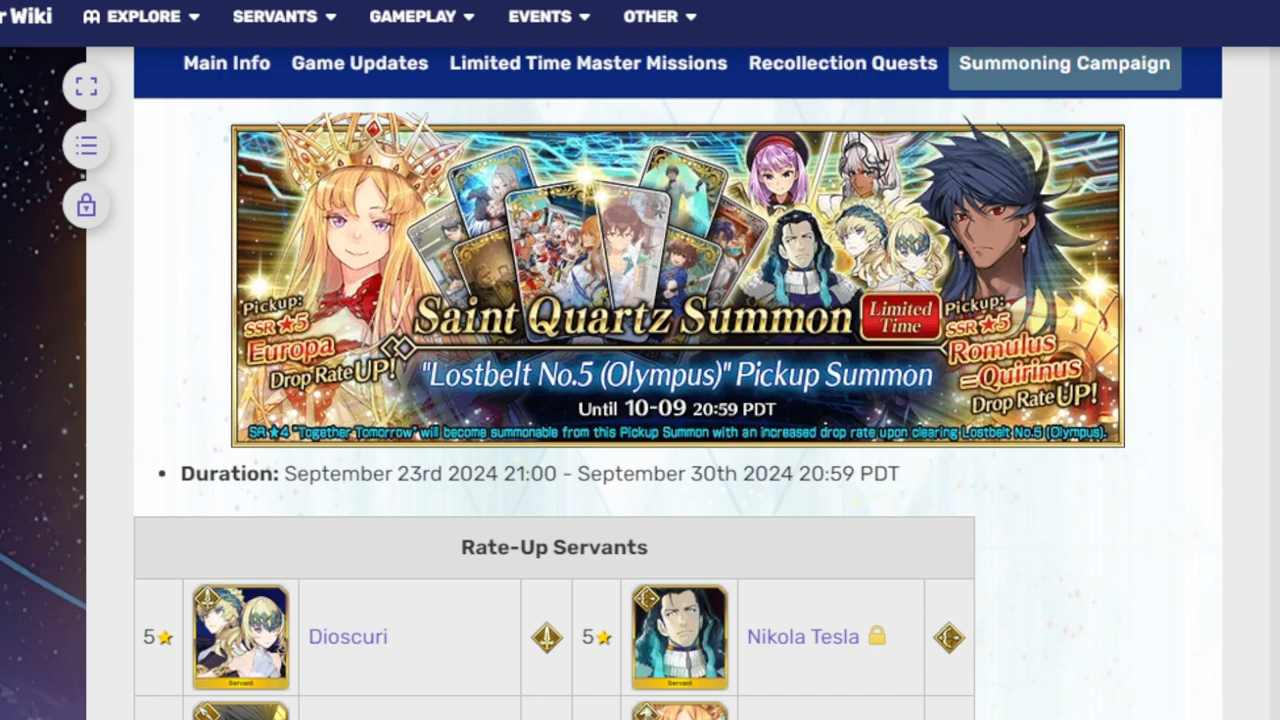 r Wiki EXPLORE SERVANTS GAMEPLAY EVENTS OTHER
Main Info Game Updates Limited Time Master Missions Recollection Quests Summoning Campaign
Pickup:
SSR ★5
Europa
Drop Rate UP!
Saint Quartz Summon
Limited
Time
Pickup:
SSR ★5
Romulus
=Quirinus
Drop Rate UP!
"Lostbelt No.5 (Olympus)" Pickup Summon
Until 10-09 20:59 PDT
SR ★4 "Together Tomorrow" will become summonable from this Pickup Summon with an increased drop rate upon clearing Lostbelt No.5 (Olympus).
• Duration: September 23rd 2024 21:00 - September 30th 2024 20:59 PDT
Rate-Up Servants
5★ Servant Dioscuri 5★ Servant Nikola Tesla